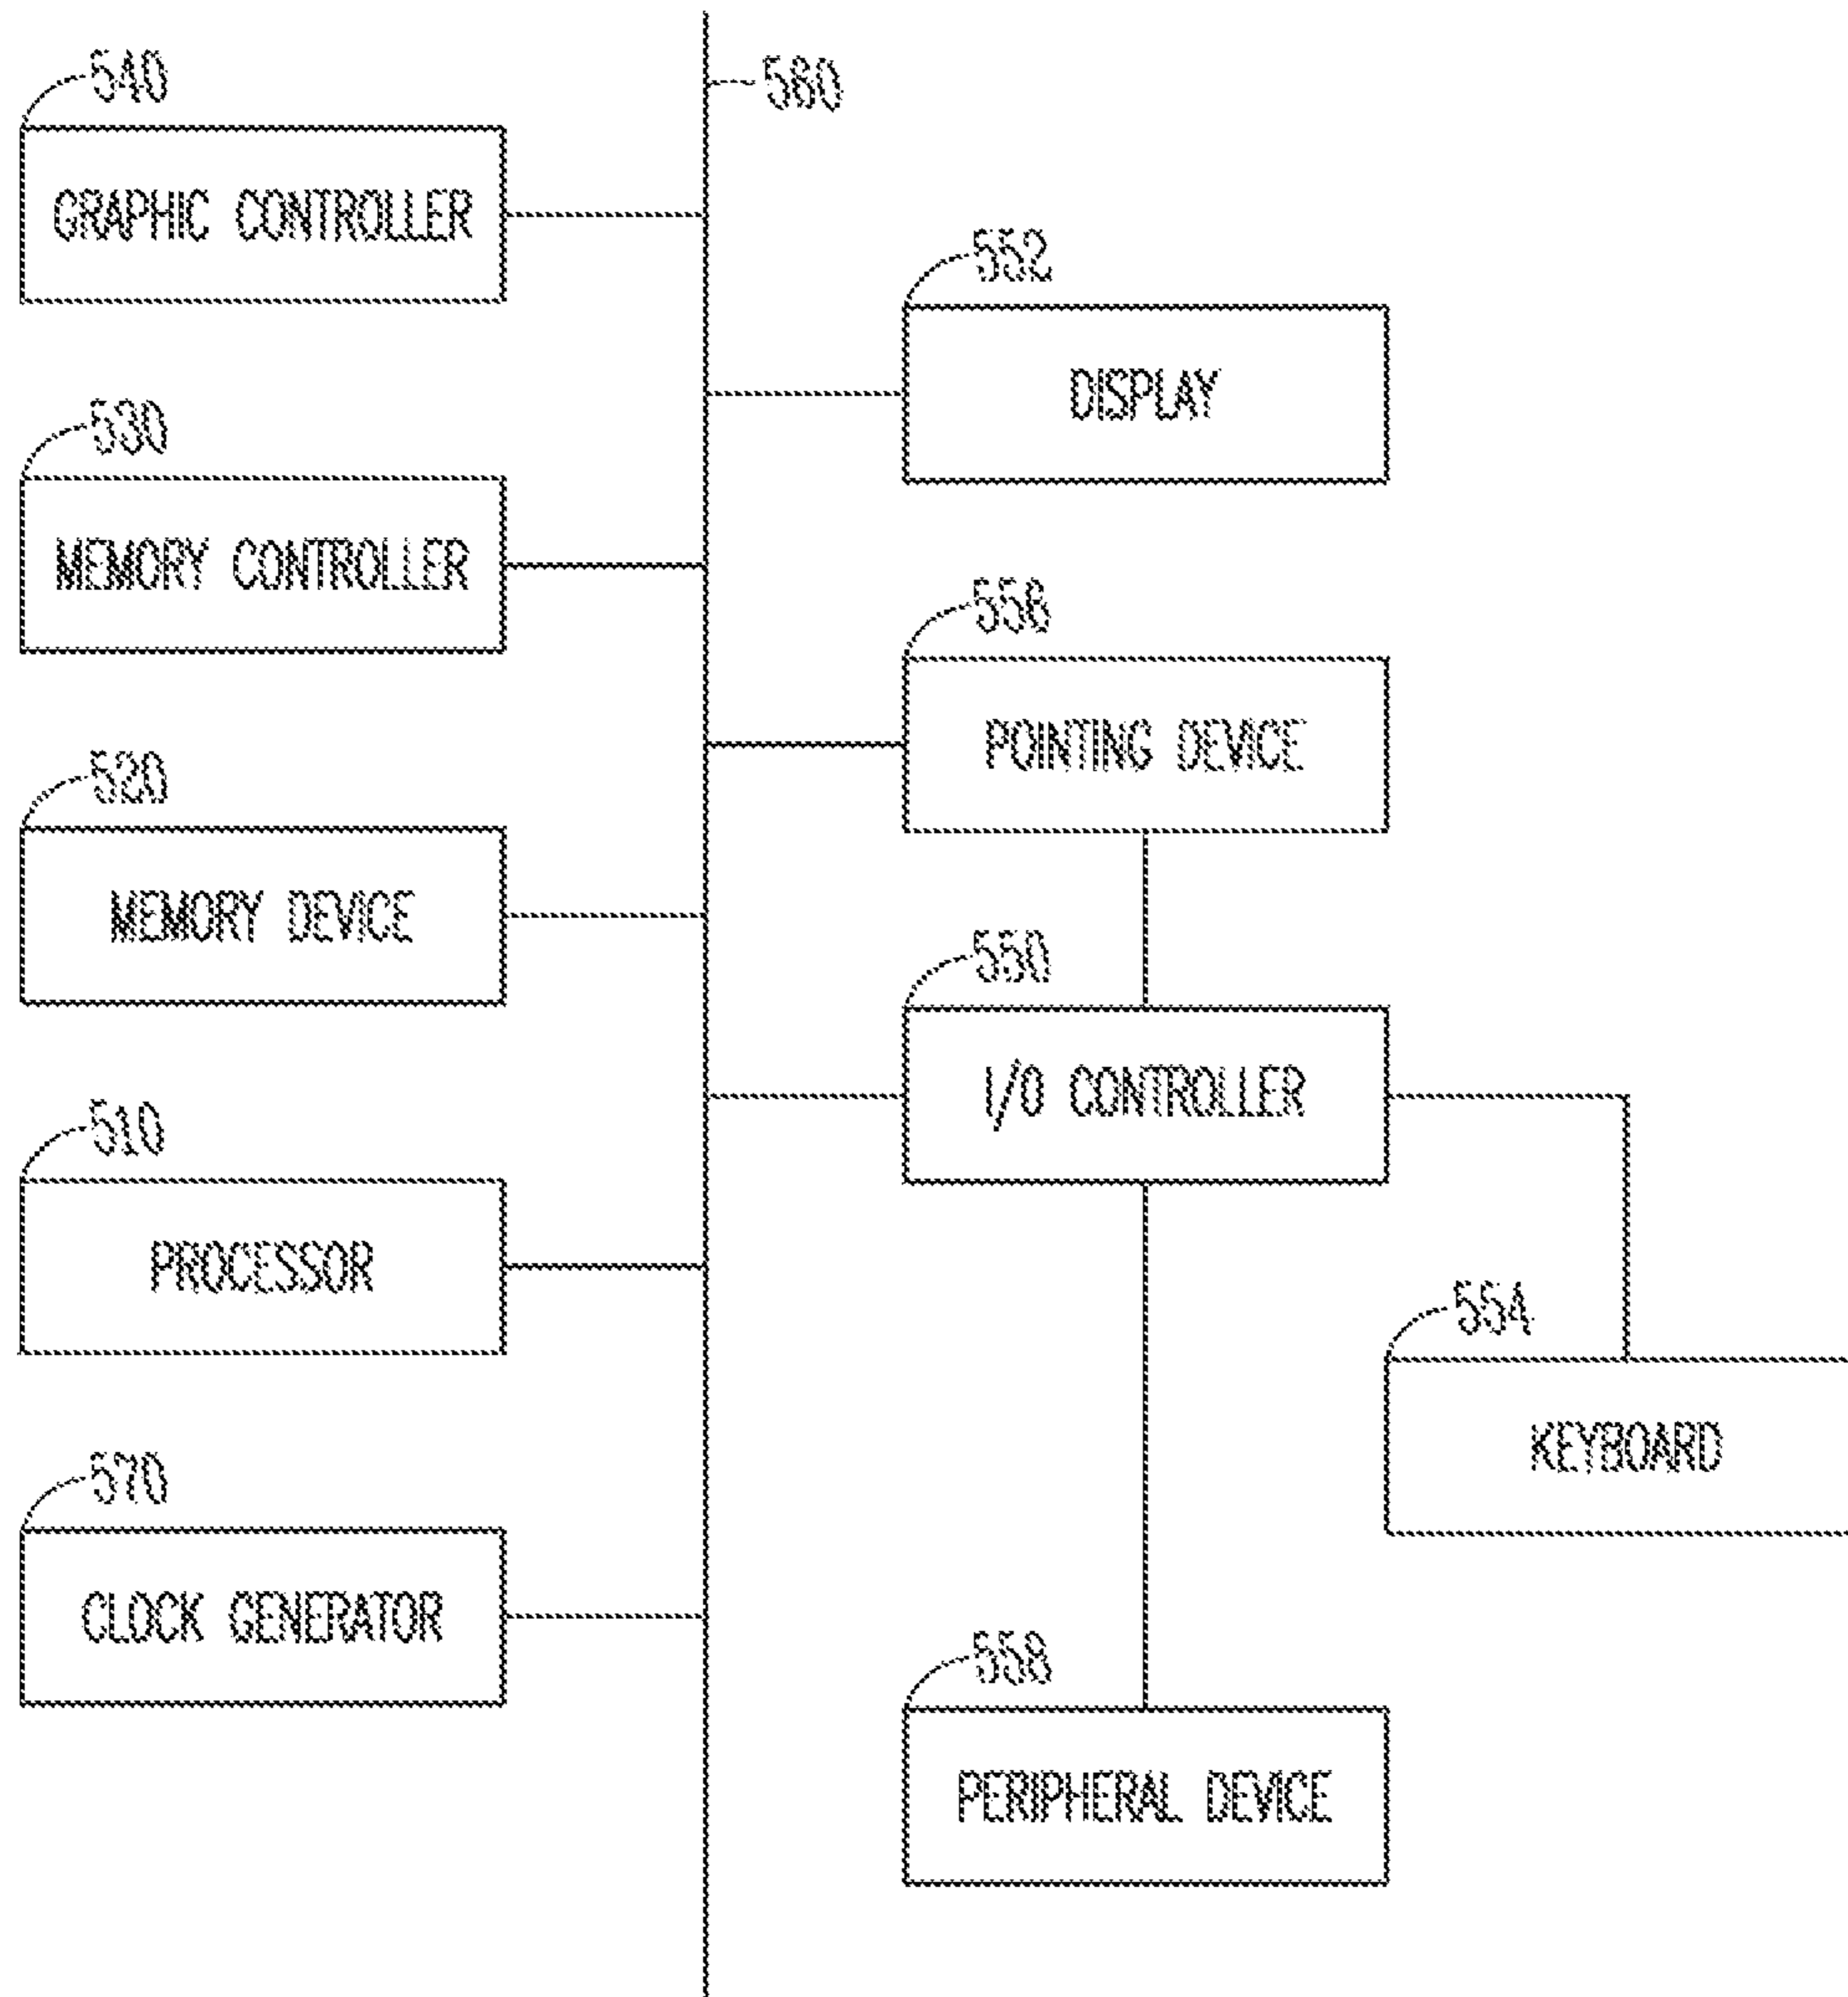 540
560
GRAPHIC CONTROLLER
552
DISPLAY
530
MEMORY CONTROLLER
556
POINTING DEVICE
520
MEMORY DEVICE
550
I/O CONTROLLER
510
PROCESSOR
554
KEYBOARD
570
CLOCK GENERATOR
558
PERIPHERAL DEVICE